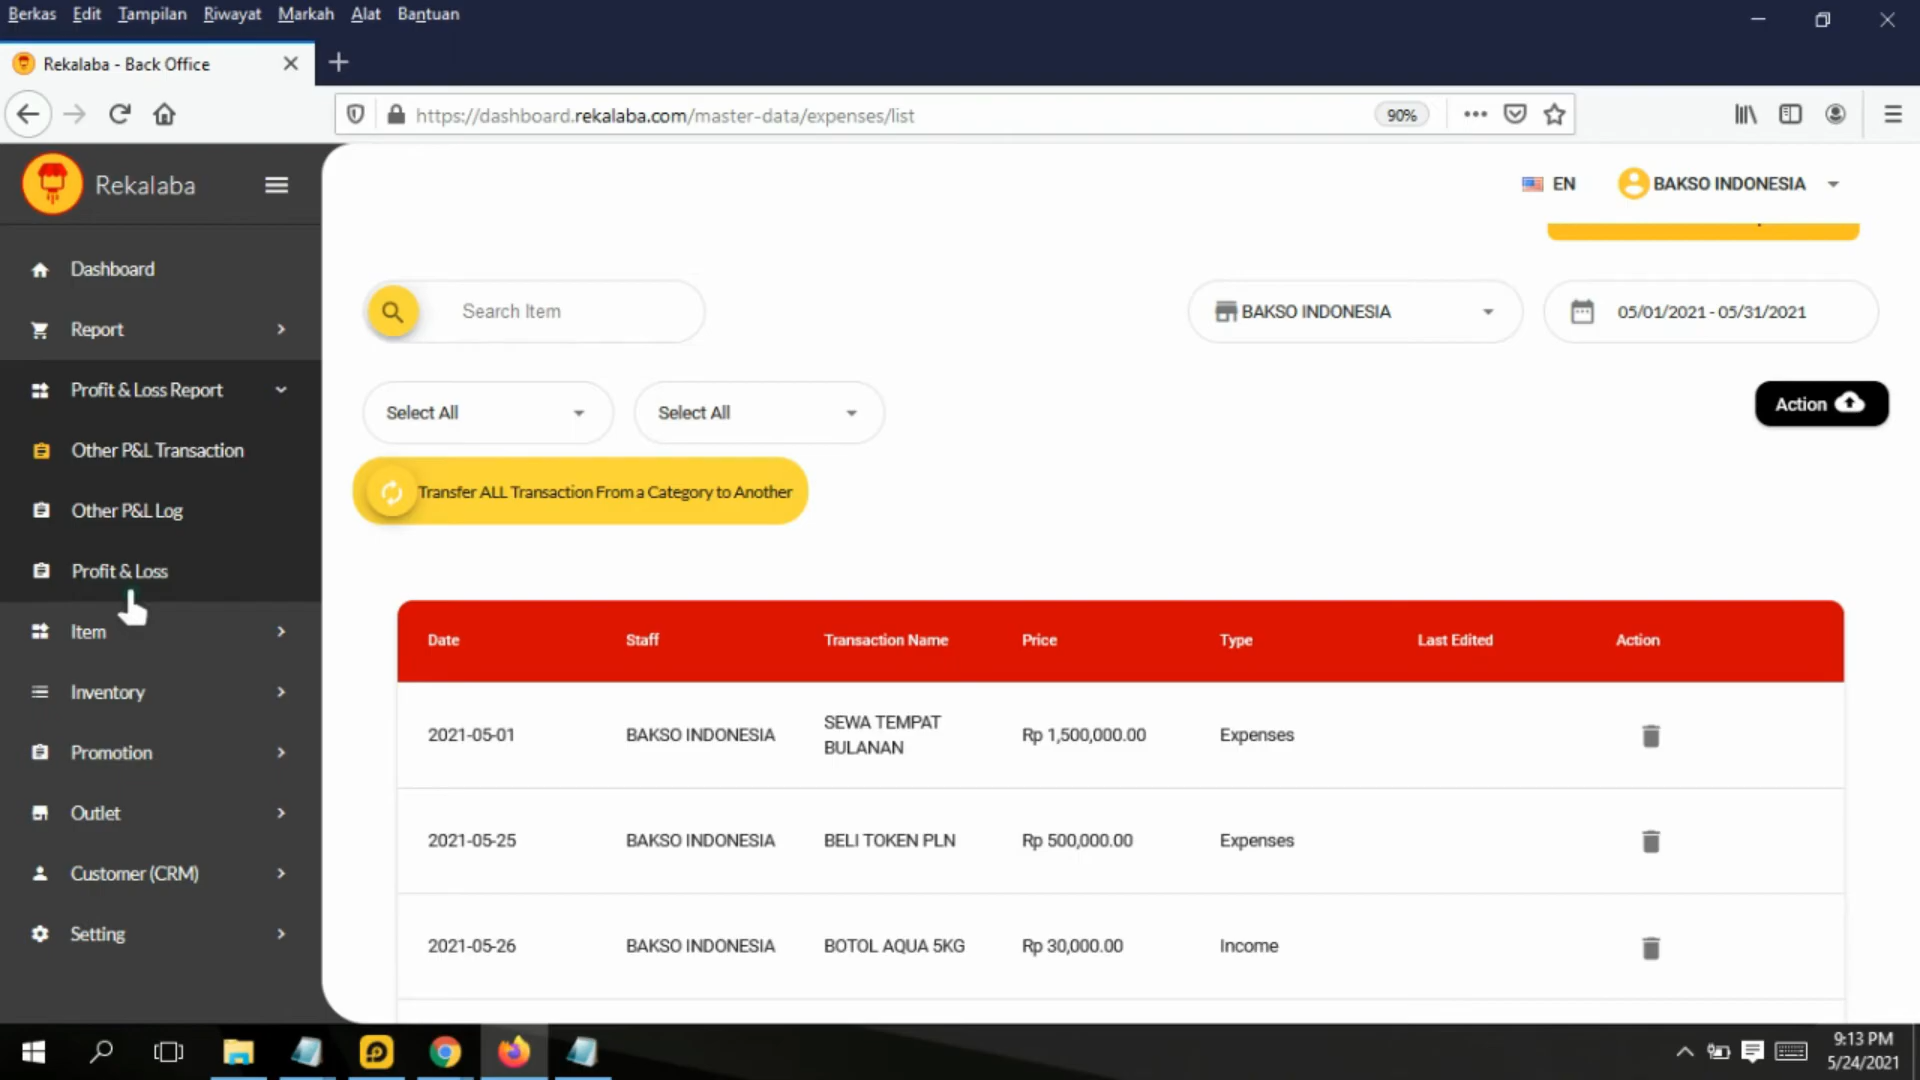 Berkas Edit Tampilan Riwayat Markah Alat Bantuan
Rekalaba - Back Office
https://dashboard.rekalaba.com/master-data/expenses/list
90%
Rekalaba
EN
BAKSO INDONESIA
Dashboard
Report
Profit & Loss Report
Other P&L Transaction
Other P&L Log
Profit & Loss
Item
Inventory
Promotion
Outlet
Customer (CRM)
Setting
Search Item
BAKSO INDONESIA
05/01/2021 - 05/31/2021
Select All
Select All
Action
Transfer ALL Transaction From a Category to Another
Date Staff Transaction Name Price Type Last Edited Action
2021-05-01 BAKSO INDONESIA SEWA TEMPAT BULANAN Rp 1,500,000.00 Expenses
2021-05-25 BAKSO INDONESIA BELI TOKEN PLN Rp 500,000.00 Expenses
2021-05-26 BAKSO INDONESIA BOTOL AQUA 5KG Rp 30,000.00 Income
9:13 PM
5/24/2021